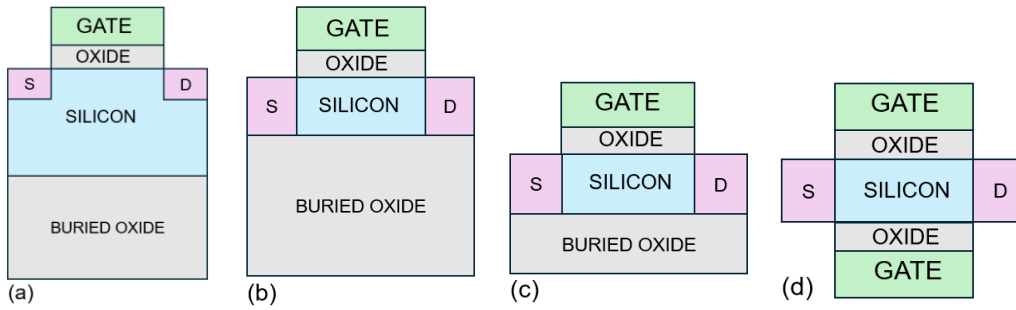 GATE
OXIDE
S
D
SILICON
BURIED OXIDE
(a)
GATE
OXIDE
S
SILICON
D
BURIED OXIDE
(b)
GATE
OXIDE
S
SILICON
D
BURIED OXIDE
(c)
GATE
OXIDE
S
SILICON
D
OXIDE
GATE
(d)